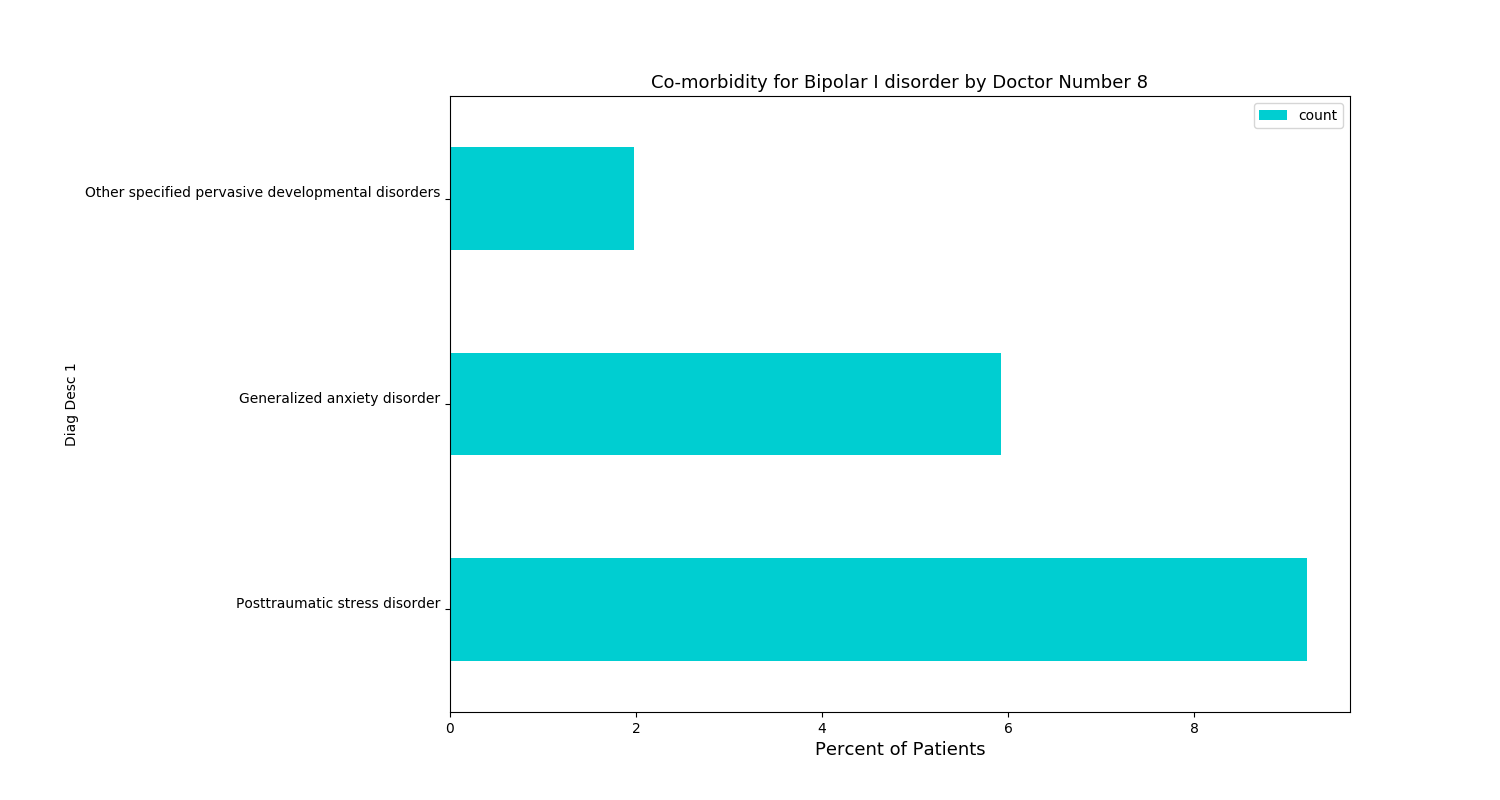 Co-morbidity for Bipolar I disorder by Doctor Number 8
count
Other specified pervasive developmental disorders
Generalized anxiety disorder
Posttraumatic stress disorder
Diag Desc 1
0 2 4 6 8
Percent of Patients